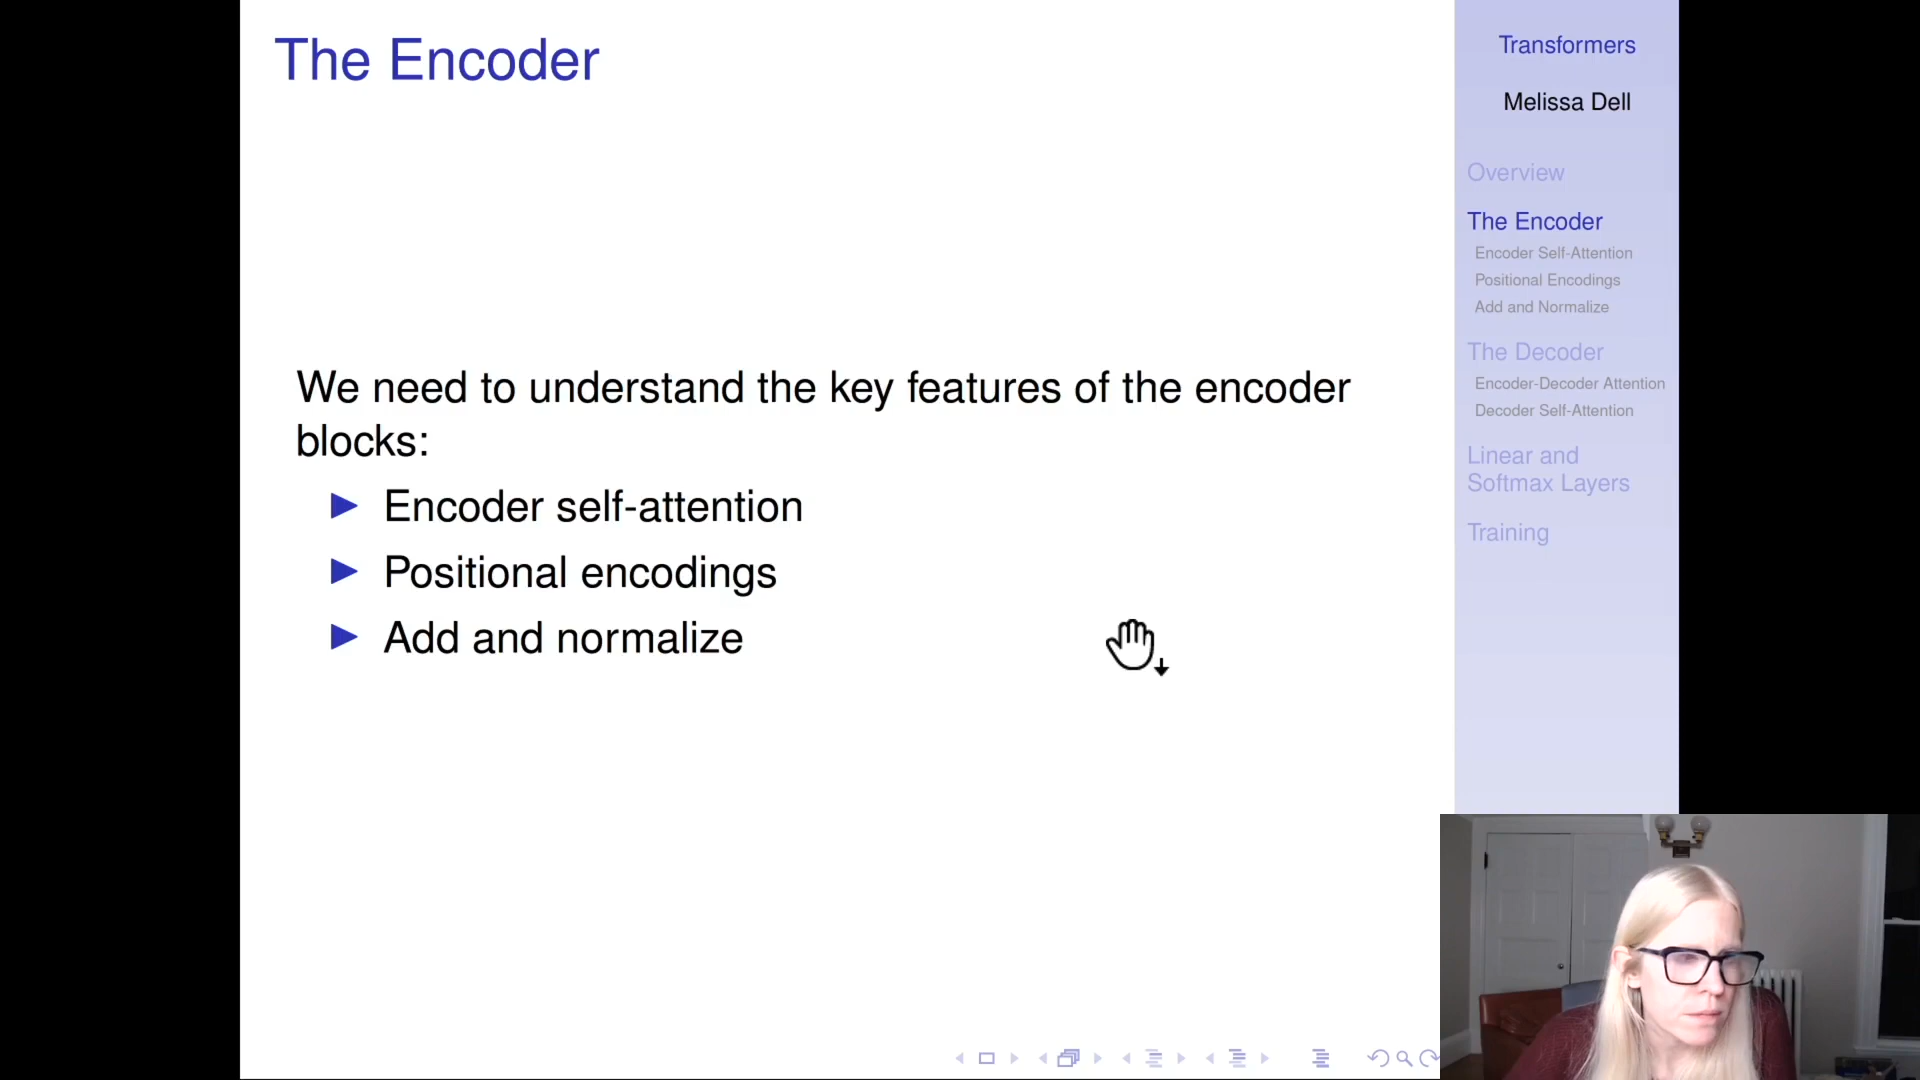 The Encoder
We need to understand the key features of the encoder
blocks:
Encoder self-attention
Positional encodings
Add and normalize
Transformers
Melissa Dell
Overview
The Encoder
Encoder Self-Attention
Positional Encodings
Add and Normalize
The Decoder
Encoder-Decoder Attention
Decoder Self-Attention
Linear and
Softmax Layers
Training